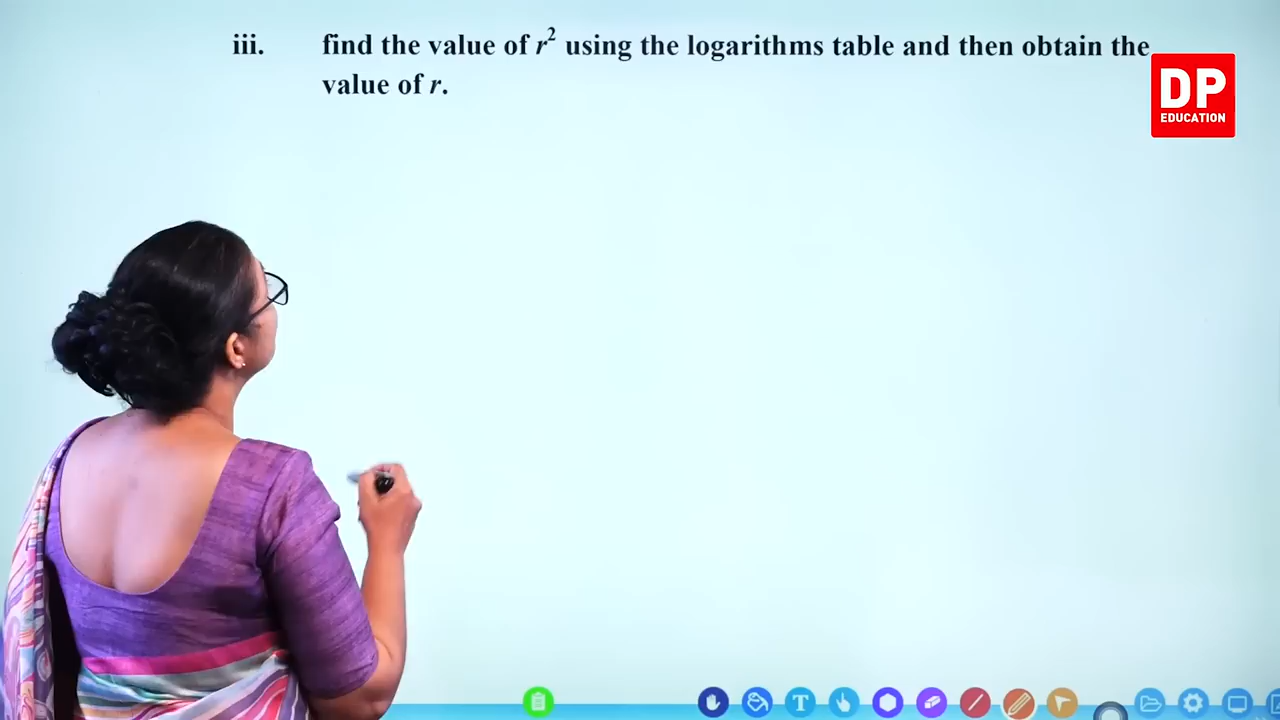 iii. find the value of r² using the logarithms table and then obtain the
value of r.
DP
EDUCATION
T